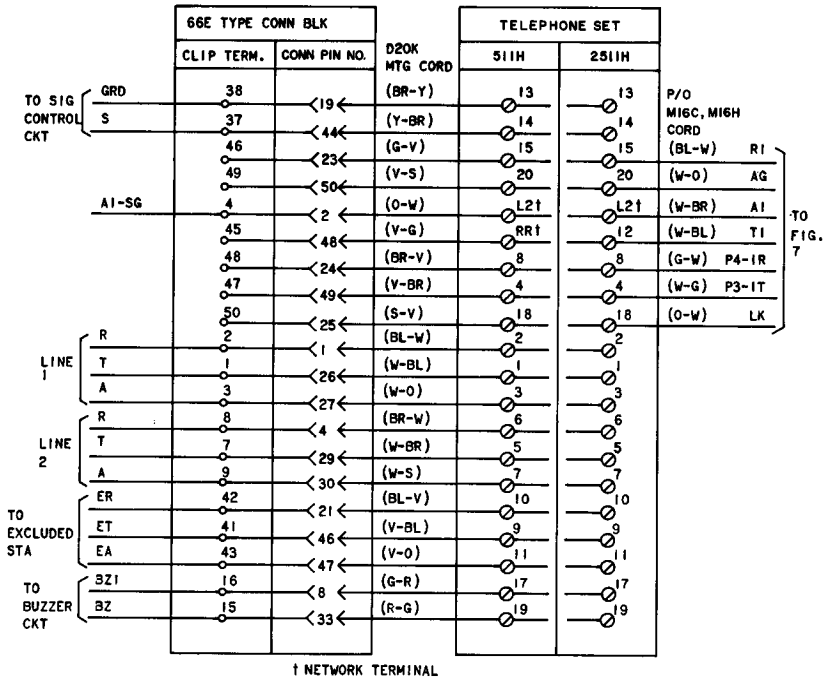 66E TYPE CONN BLK
TELEPHONE SET
CLIP TERM. CONN PIN NO. D20K MTG CORD 511H 2511H
TO SIG CONTROL CKT
P/O M16C, M16H CORD
GRD 38 19 (BR-Y) 13 13
S 37 44 (Y-BR) 14 14
46 23 (G-V) 15 15 (BL-W) R1
49 50 (V-S) 20 20 (W-O) AG
A1-SG 4 2 (O-W) L2† L2† (W-BR) A1
45 48 (V-G) RR† 12 (W-BL) T1
48 24 (BR-V) 8 8 (G-W) P4-1R
47 49 (V-BR) 4 4 (W-G) P3-1T
50 25 (S-V) 18 18 (O-W) LK
TO FIG. 7
LINE 1
R 2 1 (BL-W) 2 2
T 1 26 (W-BL) 1 1
A 3 27 (W-O) 3 3
LINE 2
R 8 4 (BR-W) 6 6
T 7 29 (W-BR) 5 5
A 9 30 (W-S) 7 7
TO EXCLUDED STA
ER 42 21 (BL-V) 10 10
ET 41 46 (V-BL) 9 9
EA 43 47 (V-O) 11 11
TO BUZZER CKT
BZ1 16 8 (G-R) 17 17
BZ 15 33 (R-G) 19 19
† NETWORK TERMINAL